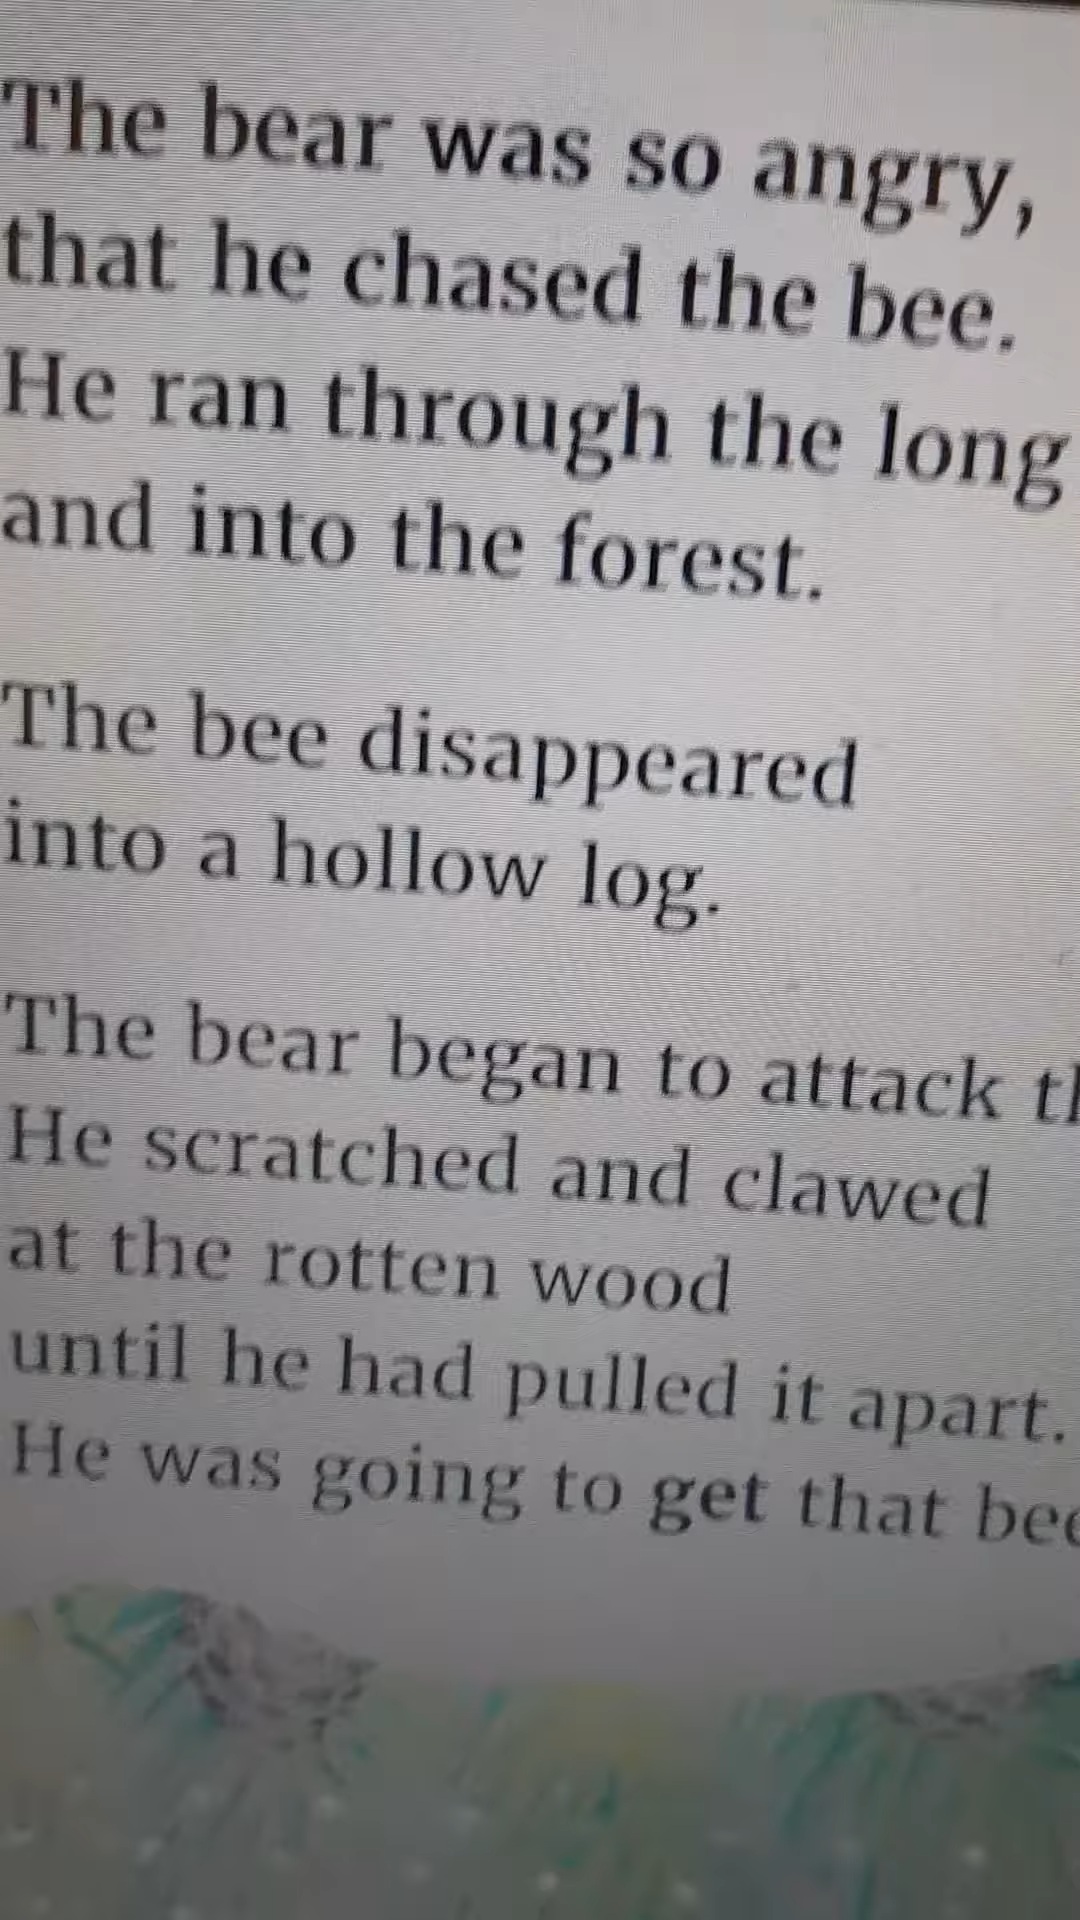 The bear was so angry,
that he chased the bee.
He ran through the long
and into the forest.
The bee disappeared
into a hollow log.
The bear began to attack
He scratched and clawed
at the rotten wood
until he had pulled it apart.
He was going to get that bee